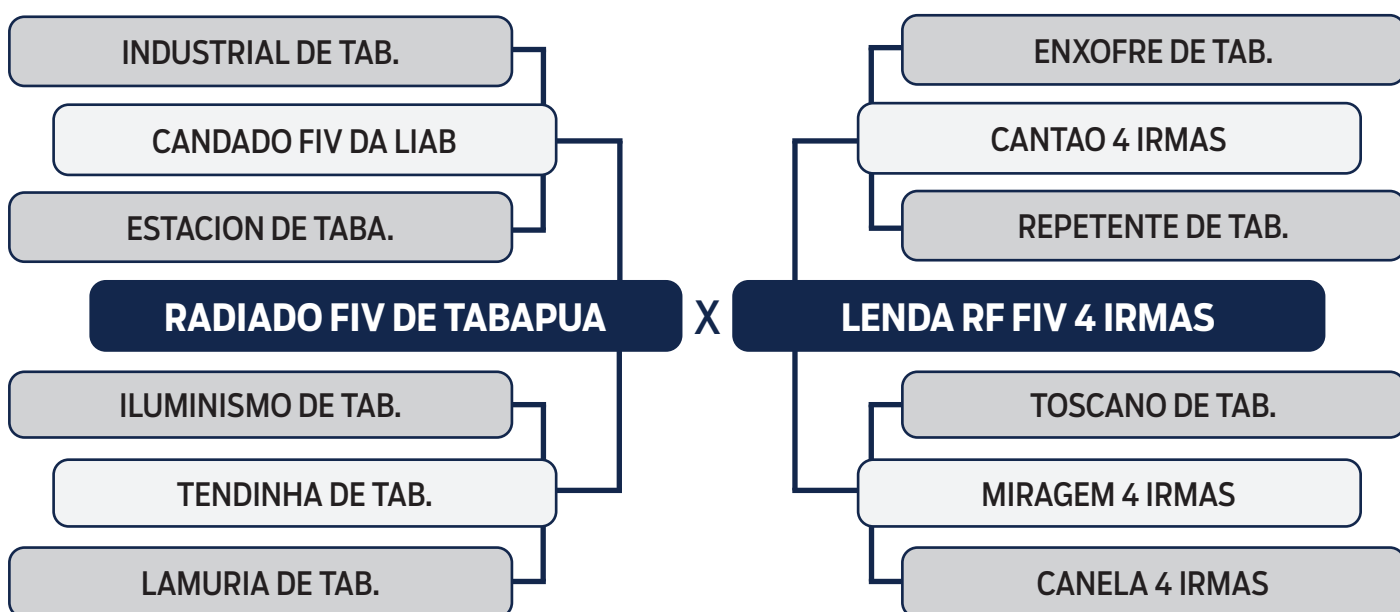 INDUSTRIAL DE TAB.
CANDADO FIV DA LIAB
ESTACION DE TABA.
RADIADO FIV DE TABAPUA
ILUMINISMO DE TAB.
TENDINHA DE TAB.
LAMURIA DE TAB.
X
ENXOFRE DE TAB.
CANTAO 4 IRMAS
REPETENTE DE TAB.
LENDA RF FIV 4 IRMAS
TOSCANO DE TAB.
MIRAGEM 4 IRMAS
CANELA 4 IRMAS